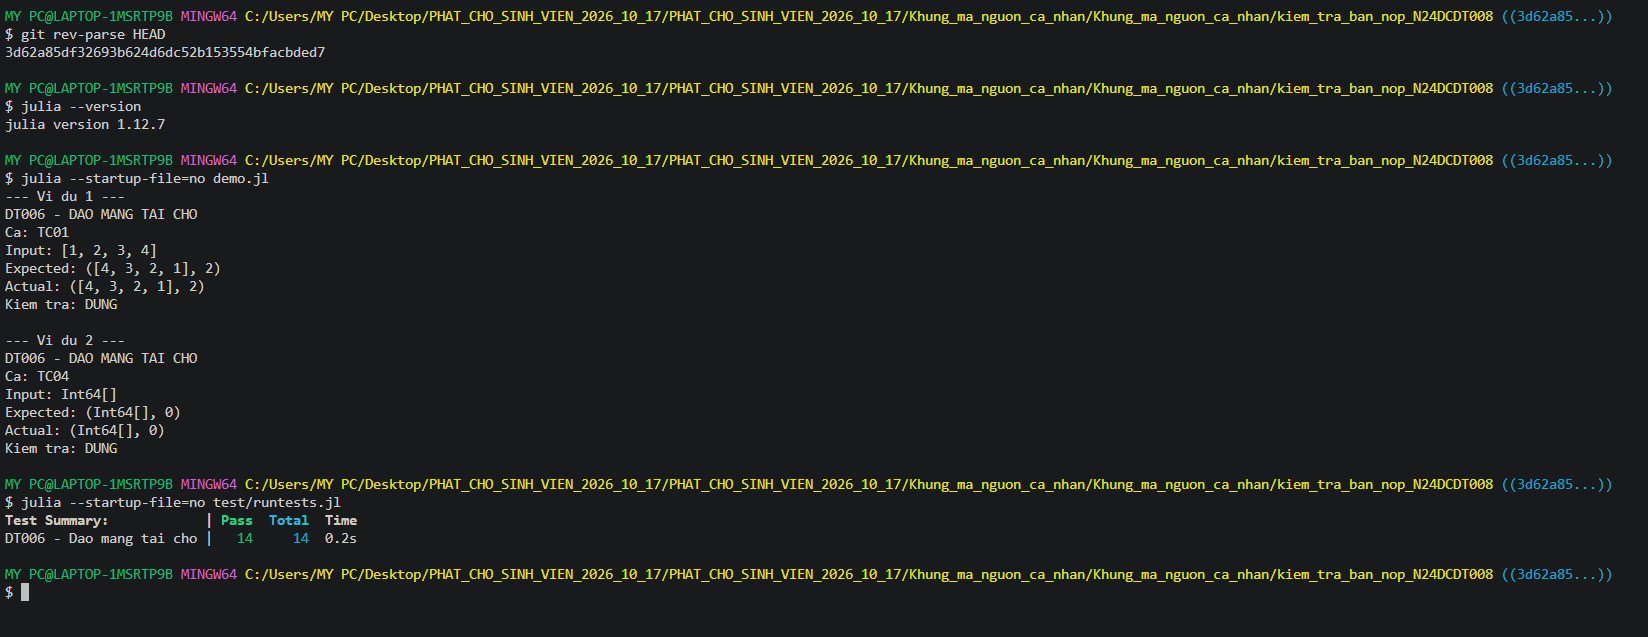 MY PC@LAPTOP-1MSRTP9B MINGW64 C:/Users/MY PC/Desktop/PHAT_CHO_SINH_VIEN_2026_10_17/PHAT_CHO_SINH_VIEN_2026_10_17/Khung_ma_nguon_ca_nhan/Khung_ma_nguon_ca_nhan/kiem_tra_ban_nop_N24DCDT008 ((3d62a85...))
$ git rev-parse HEAD
3d62a85df32693b624d6dc52b153554bfacbded7
MY PC@LAPTOP-1MSRTP9B MINGW64 C:/Users/MY PC/Desktop/PHAT_CHO_SINH_VIEN_2026_10_17/PHAT_CHO_SINH_VIEN_2026_10_17/Khung_ma_nguon_ca_nhan/Khung_ma_nguon_ca_nhan/kiem_tra_ban_nop_N24DCDT008 ((3d62a85...))
$ julia --version
julia version 1.12.7
MY PC@LAPTOP-1MSRTP9B MINGW64 C:/Users/MY PC/Desktop/PHAT_CHO_SINH_VIEN_2026_10_17/PHAT_CHO_SINH_VIEN_2026_10_17/Khung_ma_nguon_ca_nhan/Khung_ma_nguon_ca_nhan/kiem_tra_ban_nop_N24DCDT008 ((3d62a85...))
$ julia --startup-file=no demo.jl
--- Vi du 1 ---
DT006 - DAO MANG TAI CHO
Ca: TC01
Input: [1, 2, 3, 4]
Expected: ([4, 3, 2, 1], 2)
Actual: ([4, 3, 2, 1], 2)
Kiem tra: DUNG
--- Vi du 2 ---
DT006 - DAO MANG TAI CHO
Ca: TC04
Input: Int64[]
Expected: (Int64[], 0)
Actual: (Int64[], 0)
Kiem tra: DUNG
MY PC@LAPTOP-1MSRTP9B MINGW64 C:/Users/MY PC/Desktop/PHAT_CHO_SINH_VIEN_2026_10_17/PHAT_CHO_SINH_VIEN_2026_10_17/Khung_ma_nguon_ca_nhan/Khung_ma_nguon_ca_nhan/kiem_tra_ban_nop_N24DCDT008 ((3d62a85...))
$ julia --startup-file=no test/runtests.jl
Test Summary:            | Pass  Total  Time
DT006 - Dao mang tai cho |   14     14  0.2s
MY PC@LAPTOP-1MSRTP9B MINGW64 C:/Users/MY PC/Desktop/PHAT_CHO_SINH_VIEN_2026_10_17/PHAT_CHO_SINH_VIEN_2026_10_17/Khung_ma_nguon_ca_nhan/Khung_ma_nguon_ca_nhan/kiem_tra_ban_nop_N24DCDT008 ((3d62a85...))
$